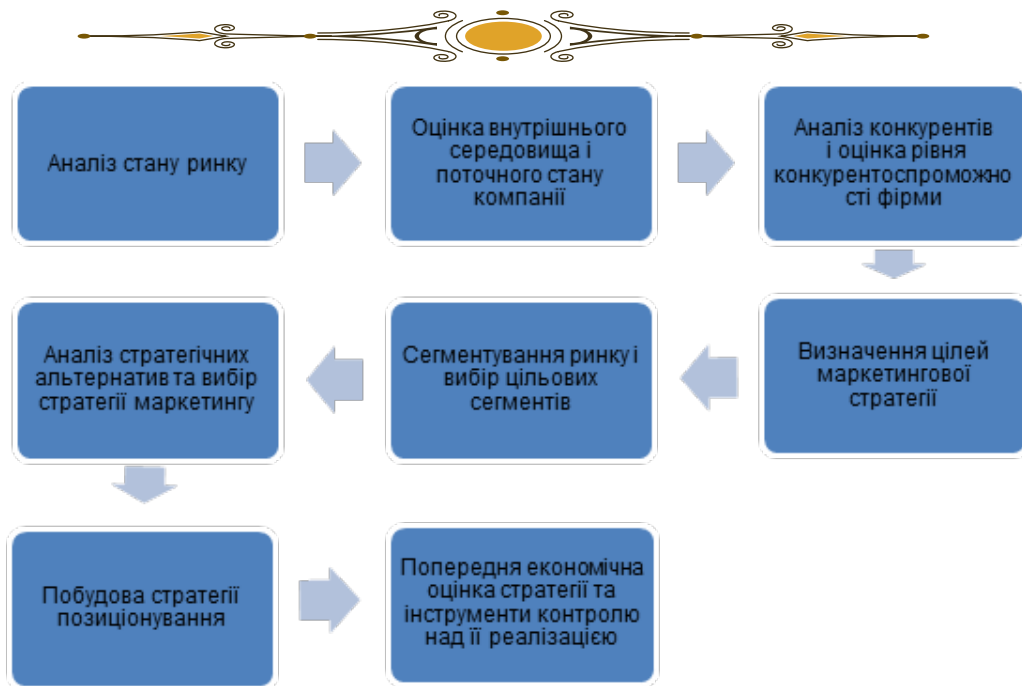 Аналіз стану ринку
Оцінка внутрішнього
середовища і
поточного стану
компанії
Аналіз конкурентів
і оцінка рівня
конкурентоспроможно
сті фірми
Визначення цілей
маркетингової
стратегії
Сегментування ринку і
вибір цільових
сегментів
Аналіз стратегічних
альтернатив та вибір
стратегії маркетингу
Побудова стратегії
позиціонування
Попередня економічна
оцінка стратегії та
інструменти контролю
над її реалізацією